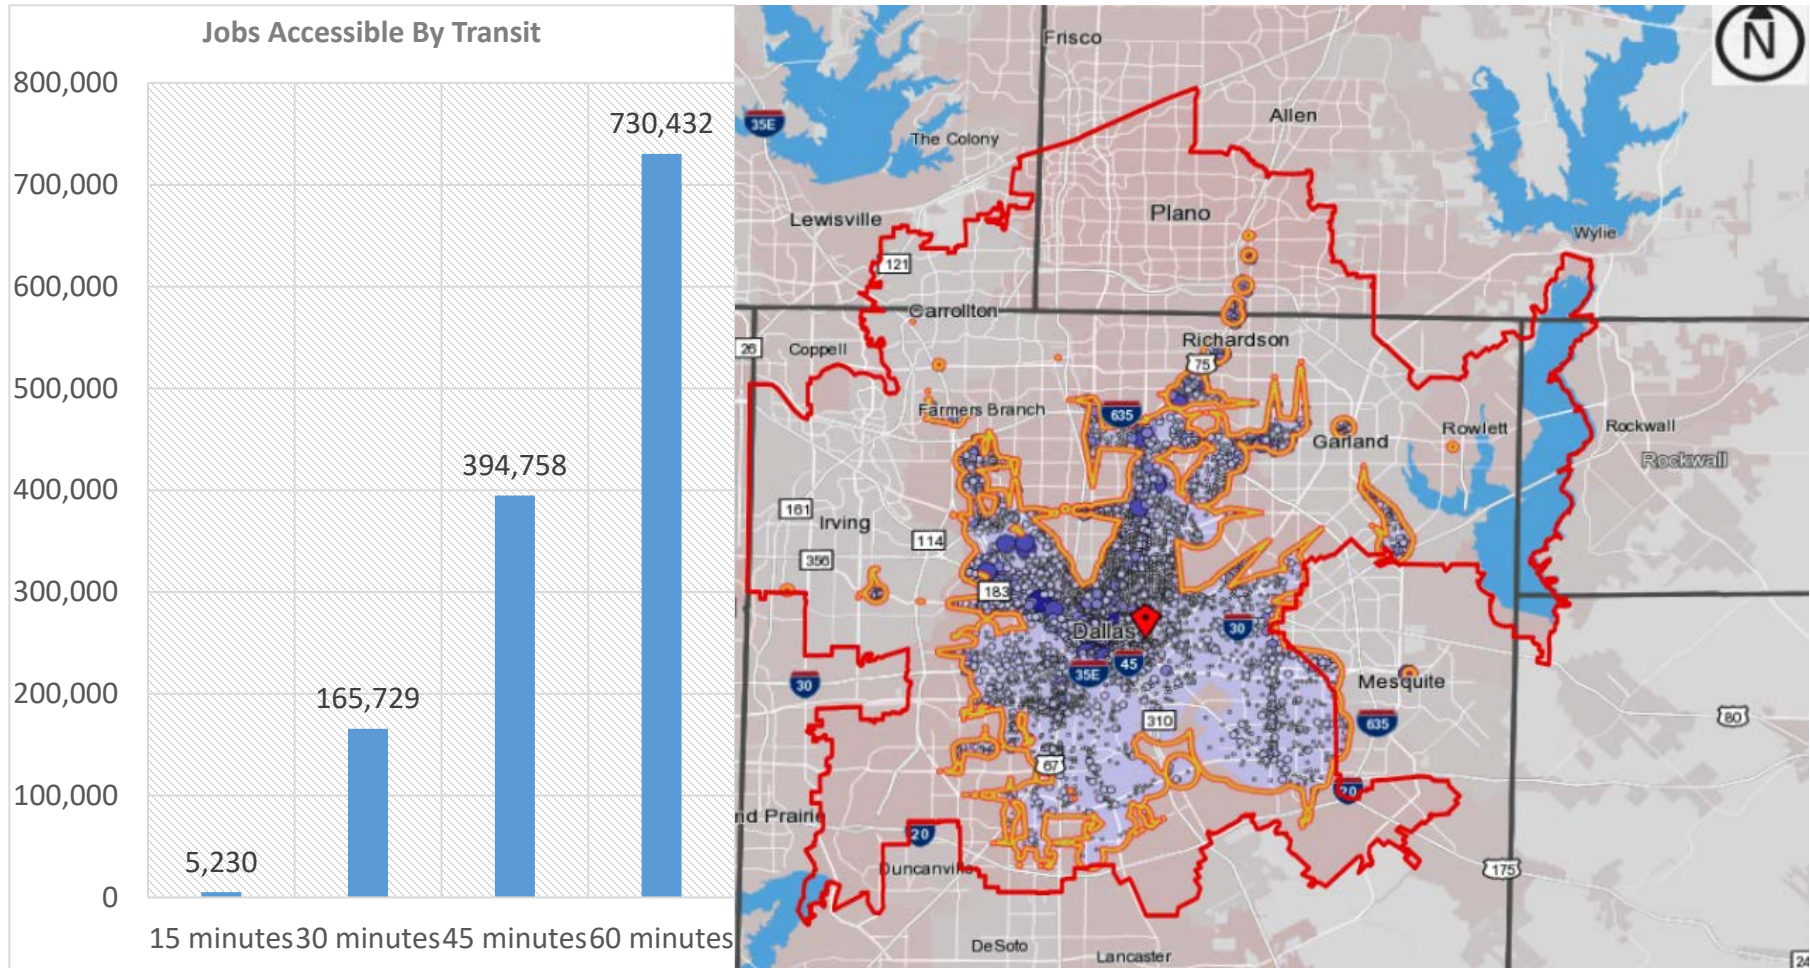 Jobs Accessible By Transit
800,000
700,000
600,000
500,000
400,000
300,000
200,000
100,000
0
5,230
165,729
394,758
730,432
15 minutes
30 minutes
45 minutes
60 minutes
N
Frisco
35E
The Colony
Allen
Lewisville
Plano
Wylie
121
Carrollton
26
Coppell
Richardson
75
Farmers Branch
635
Garland
Rowlett
Rockwall
Rockwall
161
Irving
114
356
183
Dallas
30
45
35E
30
Mesquite
310
635
80
67
20
nd Prairie
20
Duncanville
175
DeSoto
Lancaster
24